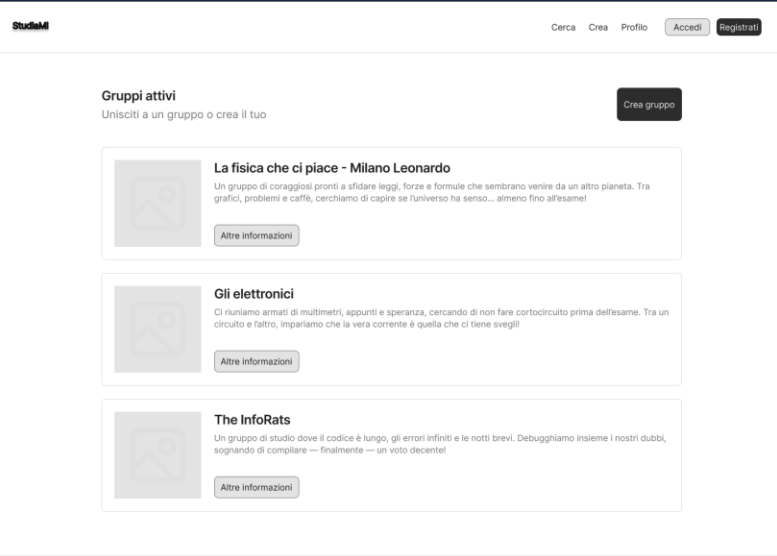 StudiaMI
Cerca Crea Profilo Accedi Registrati
Gruppi attivi
Unisciti a un gruppo o crea il tuo
Crea gruppo
La fisica che ci piace - Milano Leonardo
Un gruppo di coraggiosi pronti a sfidare leggi, forze e formule che sembrano venire da un altro pianeta. Tra
grafici, problemi e caffè, cerchiamo di capire se l'universo ha senso... almeno fino all'esame!
Altre informazioni
Gli elettronici
Ci riuniamo armati di multimetri, appunti e speranza, cercando di non fare cortocircuito prima dell'esame. Tra un
circuito e l'altro, impariamo che la vera corrente è quella che ci tiene svegli!
Altre informazioni
The InfoRats
Un gruppo di studio dove il codice è lungo, gli errori infiniti e le notti brevi. Debugghiamo insieme i nostri dubbi,
sognando di compilare — finalmente — un voto decente!
Altre informazioni